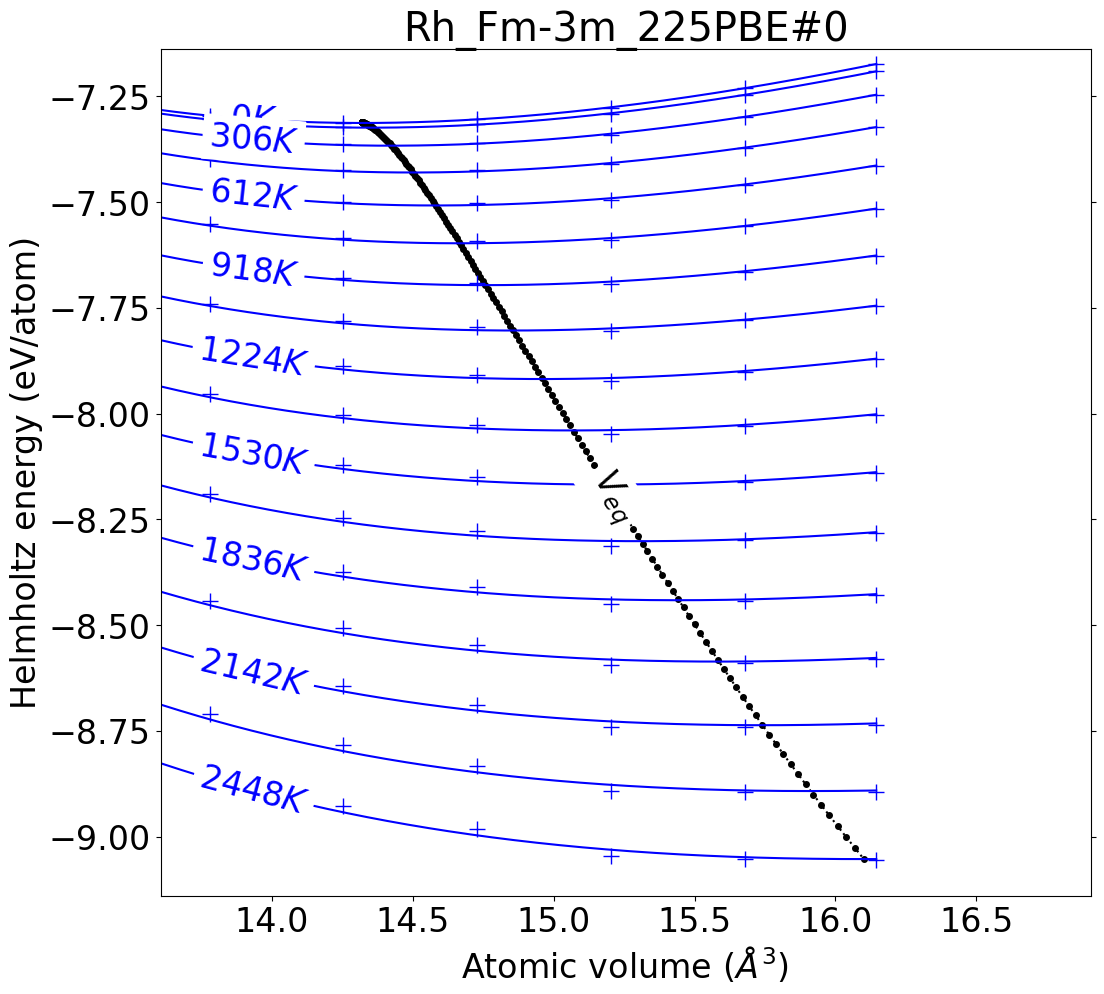 Rh_Fm-3m_225PBE#0
Helmholtz energy (eV/atom)
−7.25
−7.50
−7.75
−8.00
−8.25
−8.50
−8.75
−9.00
0K
306K
612K
918K
1224K
1530K
1836K
2142K
2448K
V_eq
14.0 14.5 15.0 15.5 16.0 16.5
Atomic volume (Å³)